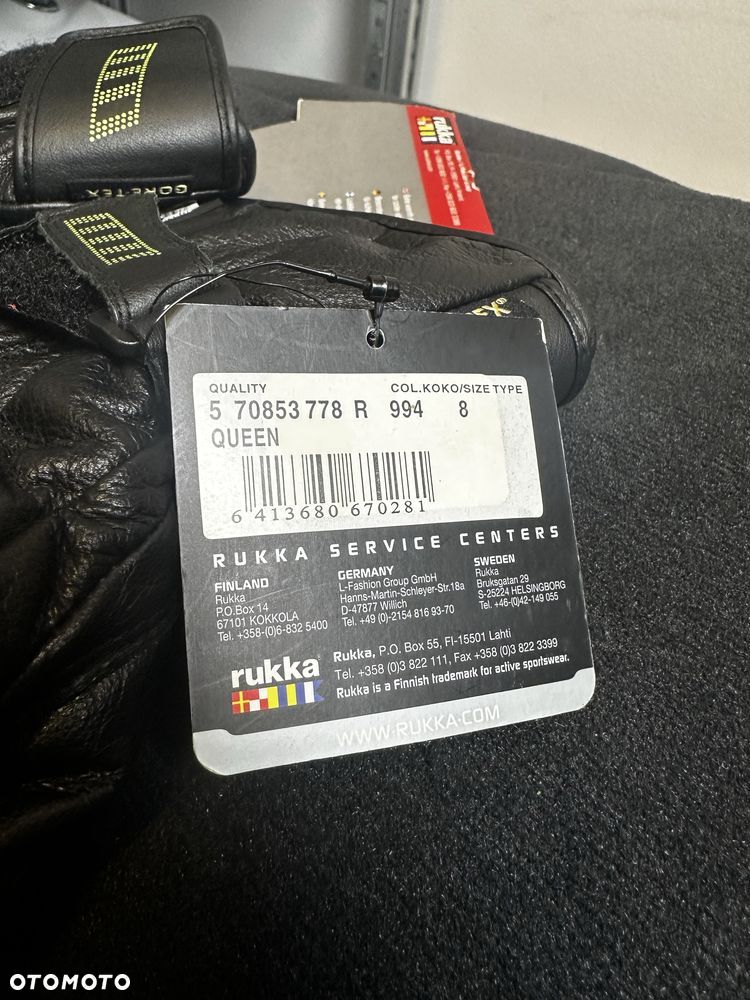 GORE-TEX
rukka
QUALITY COL.KOKO/SIZE TYPE
5 70853 778 R 994 8
QUEEN
6 413680 670281
RUKKA SERVICE CENTERS
FINLAND
Rukka
P.O.Box 14
67101 KOKKOLA
Tel. +358-(0)6-832 5400
GERMANY
L-Fashion Group GmbH
Hanns-Martin-Schleyer-Str.18a
D-47877 Willich
Tel. +49 (0)-2154 816 93-70
SWEDEN
Rukka
Bruksgatan 29
S-25224 HELSINGBORG
Tel. +46-(0)42-149 055
rukka
Rukka, P.O. Box 55, FI-15501 Lahti
Tel. +358 (0)3 822 111, Fax +358 (0)3 822 3399
Rukka is a Finnish trademark for active sportswear.
WWW.RUKKA.COM
OTOMOTO